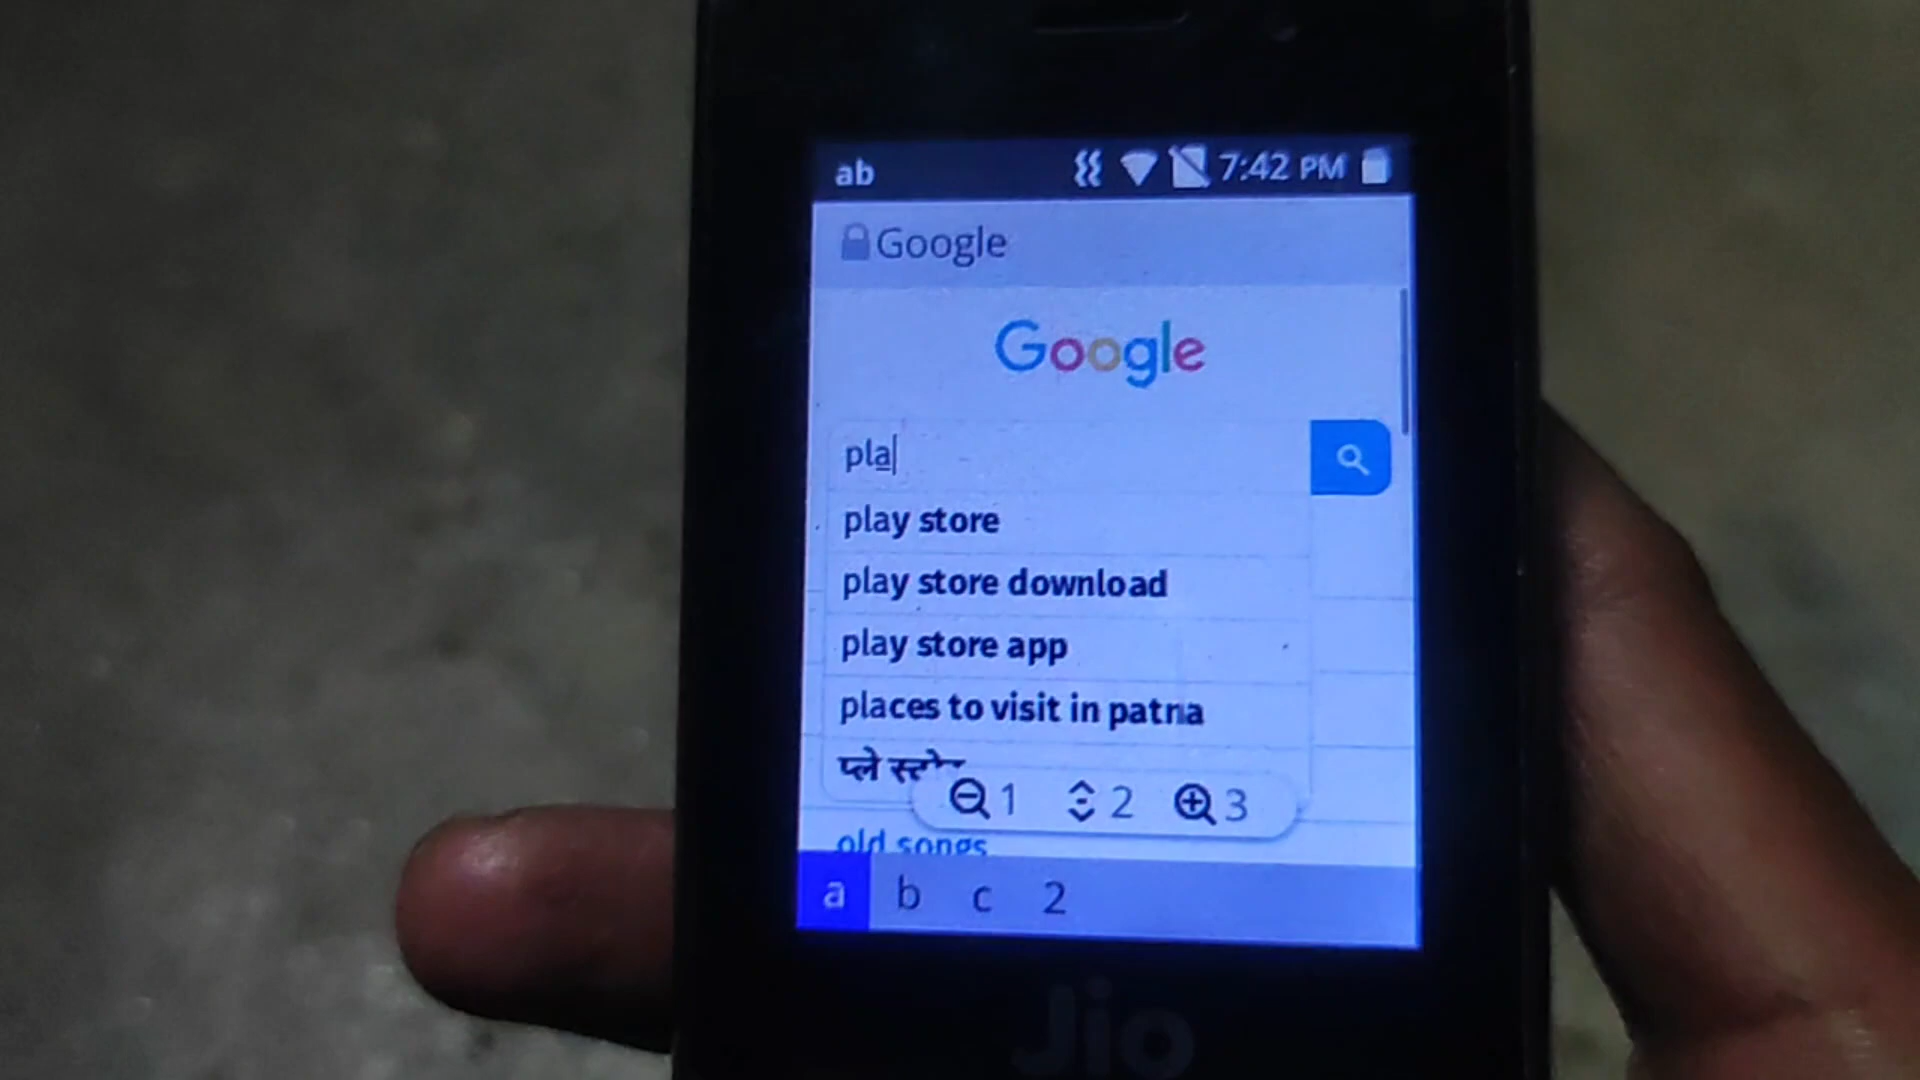 ab 7:42 PM
Google
Google
pla
play store
play store download
play store app
places to visit in patna
प्ले स्टोर
1 2 3
old songs
a b c 2
Jio